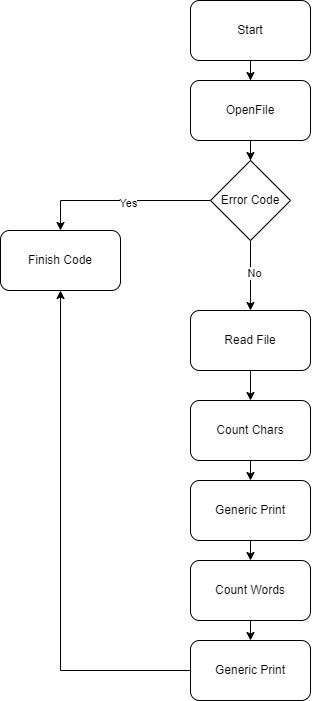 Start
OpenFile
Error Code
Yes
Finish Code
No
Read File
Count Chars
Generic Print
Count Words
Generic Print